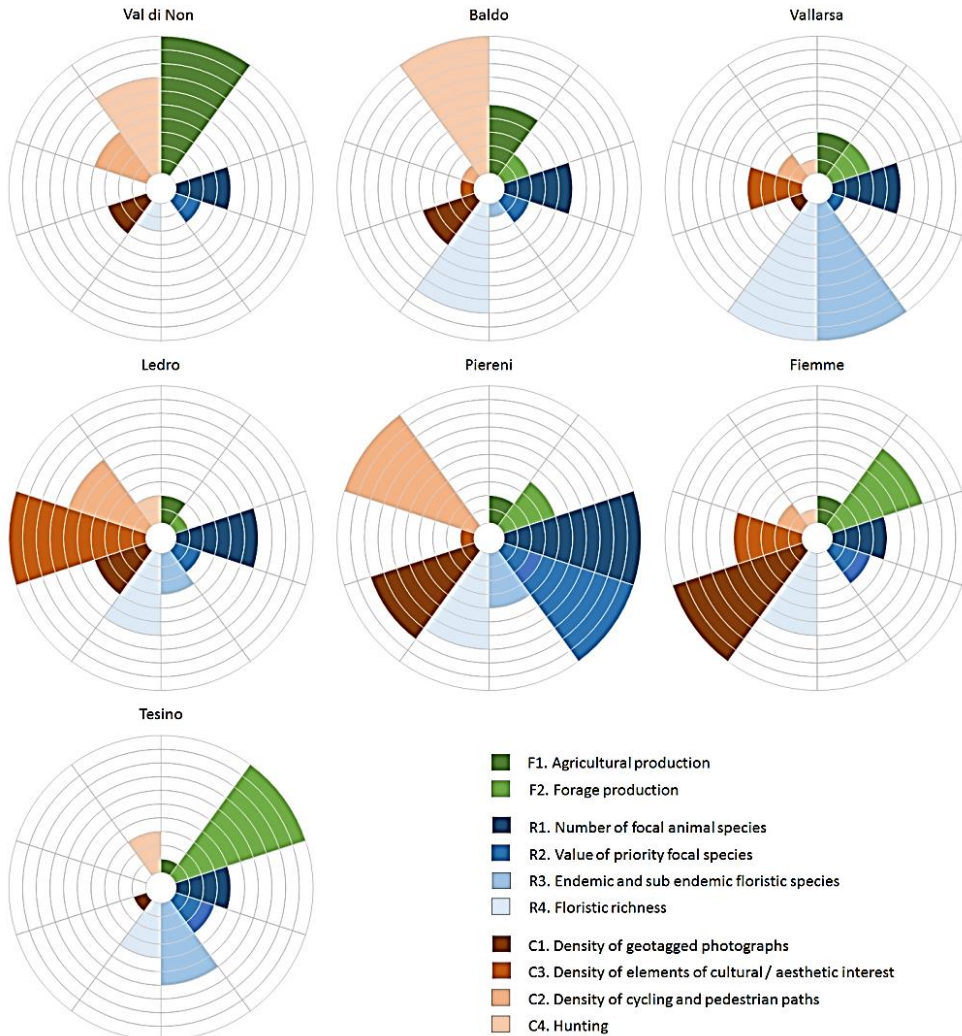 Val di Non
Baldo
Vallarsa
Ledro
Piereni
Fiemme
Tesino
F1. Agricultural production
F2. Forage production
R1. Number of focal animal species
R2. Value of priority focal species
R3. Endemic and sub endemic floristic species
R4. Floristic richness
C1. Density of geotagged photographs
C3. Density of elements of cultural / aesthetic interest
C2. Density of cycling and pedestrian paths
C4. Hunting